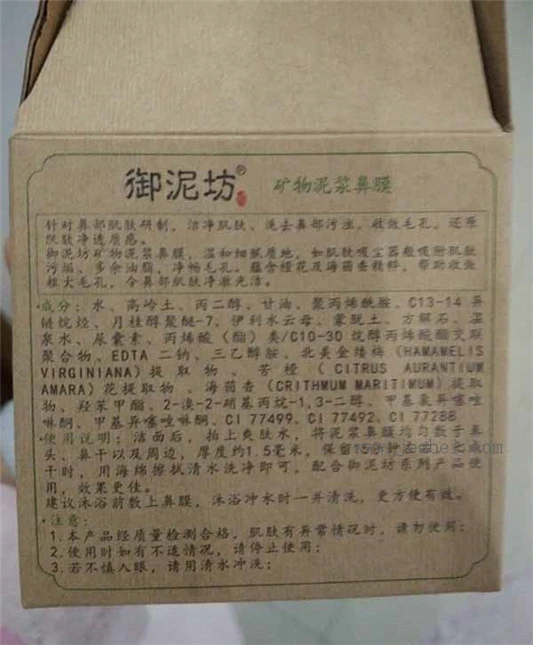 御泥坊® 矿物泥浆鼻膜
针对鼻部肌肤研制，洁净肌肤、洗去鼻部污浊，收敛毛孔，还原
肌肤净透质感。
御泥坊矿物泥浆鼻膜，温和细腻质地，如肌肤吸尘器般吸附肌肤
污垢、多余油脂，净畅毛孔。蕴含橙花及海茴香精粹，帮助收敛
粗大毛孔，令鼻部肌肤净澈光洁。
·成分：水、高岭土、丙二醇、甘油、聚丙烯酰胺、C13-14 异
链烷烃、月桂醇聚醚-7、伊利水云母、蒙脱土、方解石、温
泉水、尿囊素、丙烯酸（酯）类/C10-30 烷醇丙烯酸酯交联
聚合物、EDTA 二钠、三乙醇胺、北美金缕梅（HAMAMELIS
VIRGINIANA）提取物、苦橙（CITRUS AURANTIUM
AMARA）花提取物、海茴香（CRITHMUM MARITIMUM）提取
物、羟苯甲酯、2-溴-2-硝基丙烷-1,3-二醇、甲基氯异噻唑
啉酮、甲基异噻唑啉酮、CI 77499、CI 77492、CI 77288
·使用说明：洁面后，拍上爽肤水，将泥浆鼻膜均匀敷于鼻
头、鼻干以及周边，厚度约1.5毫米，保留15分钟
干时，用海绵擦拭清水洗净即可，配合御泥坊系列产品使
用，效果更佳。
建议沐浴前敷上鼻膜，沐浴冲水时一并清洗，更方便有效。
·注意：
1.本产品经质量检测合格，肌肤有异常情况时，请勿使用；
2.使用时如有不适情况，请停止使用；
3.若不慎入眼，请用清水冲洗；